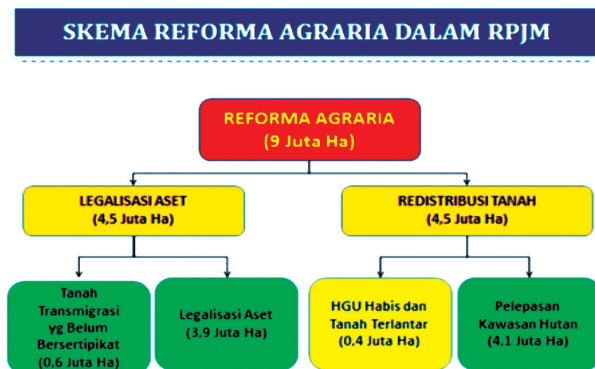 SKEMA REFORMA AGRARIA DALAM RPJM
REFORMA AGRARIA
(9 Juta Ha)
LEGALISASI ASET
(4,5 Juta Ha)
REDISTRIBUSI TANAH
(4,5 Juta Ha)
Tanah
Transmigrasi
yg Belum
Bersertipikat
(0,6 Juta Ha)
Legalisasi Aset
(3,9 Juta Ha)
HGU Habis dan
Tanah Terlantar
(0,4 Juta Ha)
Pelepasan
Kawasan Hutan
(4,1 Juta Ha)